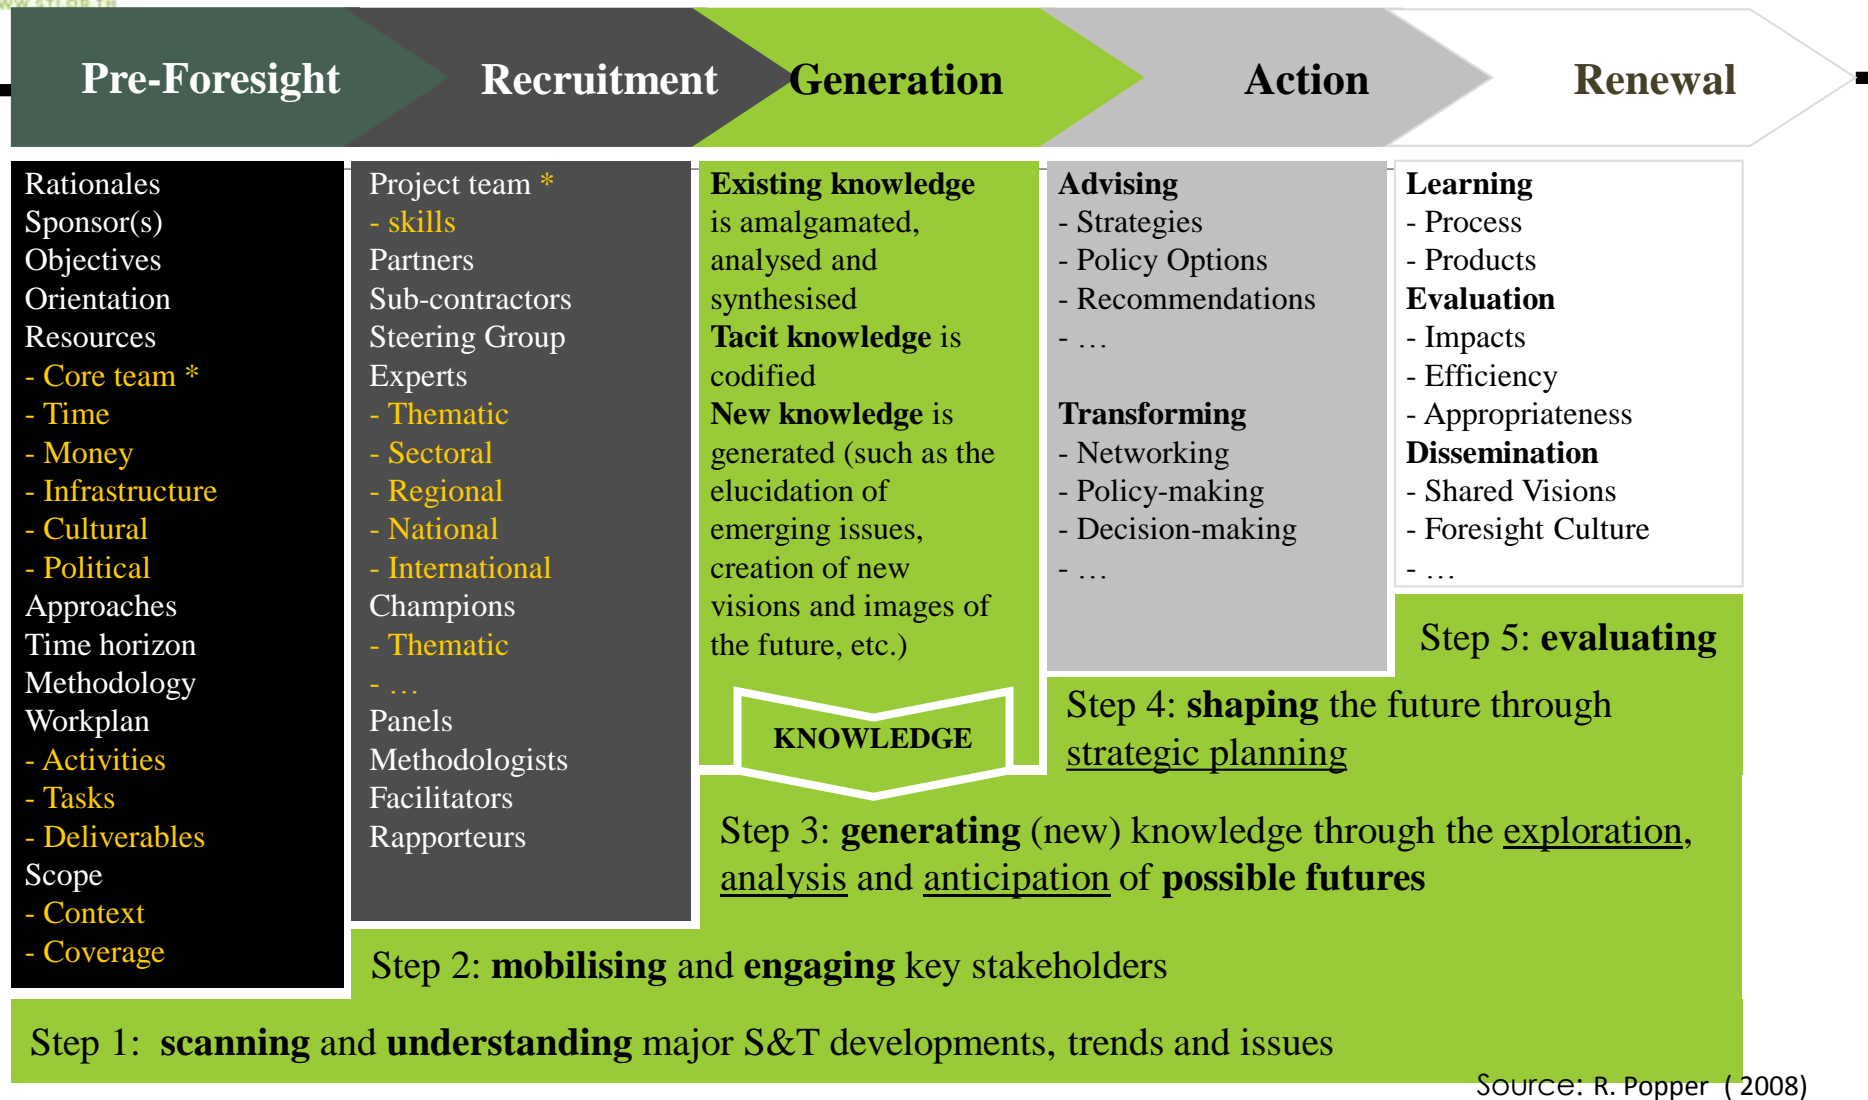 WWW.STI.OR.TH
Pre-Foresight
Recruitment
Generation
Action
Renewal
Rationales
Sponsor(s)
Objectives
Orientation
Resources
- Core team *
- Time
- Money
- Infrastructure
- Cultural
- Political
Approaches
Time horizon
Methodology
Workplan
- Activities
- Tasks
- Deliverables
Scope
- Context
- Coverage
Project team *
- skills
Partners
Sub-contractors
Steering Group
Experts
- Thematic
- Sectoral
- Regional
- National
- International
Champions
- Thematic
- …
Panels
Methodologists
Facilitators
Rapporteurs
Existing knowledge
is amalgamated,
analysed and
synthesised
Tacit knowledge is
codified
New knowledge is
generated (such as the
elucidation of
emerging issues,
creation of new
visions and images of
the future, etc.)
KNOWLEDGE
Advising
- Strategies
- Policy Options
- Recommendations
- …
Transforming
- Networking
- Policy-making
- Decision-making
- …
Learning
- Process
- Products
Evaluation
- Impacts
- Efficiency
- Appropriateness
Dissemination
- Shared Visions
- Foresight Culture
- …
Step 5: evaluating
Step 4: shaping the future through
strategic planning
Step 3: generating (new) knowledge through the exploration,
analysis and anticipation of possible futures
Step 2: mobilising and engaging key stakeholders
Step 1: scanning and understanding major S&T developments, trends and issues
Source: R. Popper ( 2008)